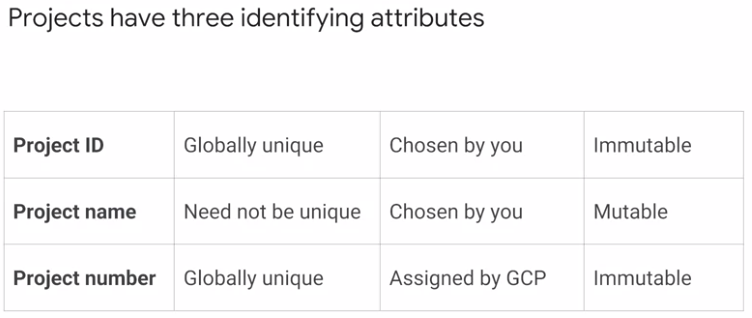 Projects have three identifying attributes
Project ID Globally unique Chosen by you Immutable
Project name Need not be unique Chosen by you Mutable
Project number Globally unique Assigned by GCP Immutable